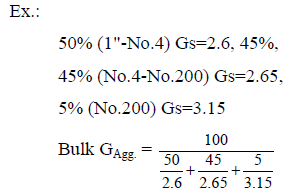 Ex.:
50% (1"-No.4) Gs=2.6, 45%,
45% (No.4-No.200) Gs=2.65,
5% (No.200) Gs=3.15
Bulk G_Agg. = 100 / (50/2.6 + 45/2.65 + 5/3.15)